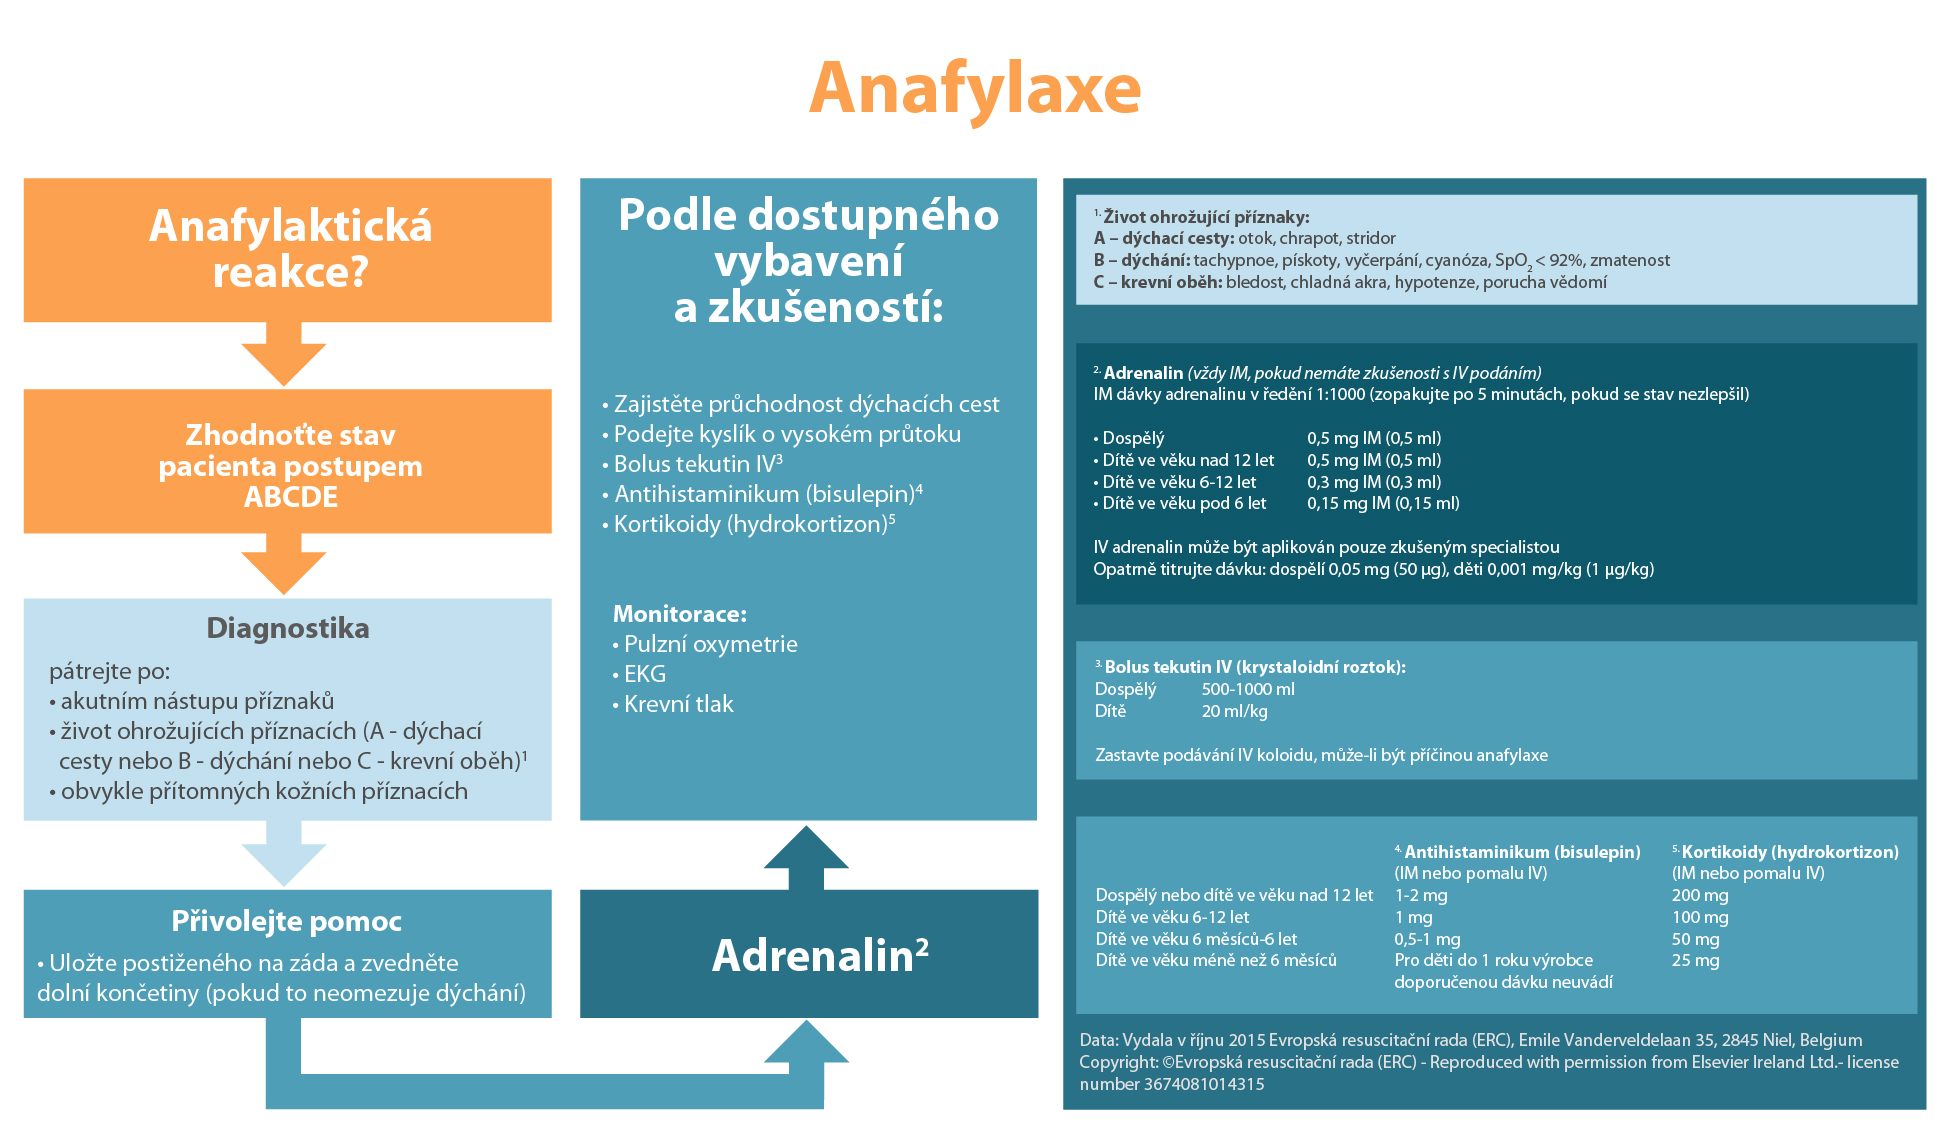 Anafylaxe
Anafylaktická
reakce?
Zhodnoťte stav
pacienta postupem
ABCDE
Diagnostika
pátrejte po:
• akutním nástupu příznaků
• život ohrožujících příznacích (A - dýchací
cesty nebo B - dýchání nebo C - krevní oběh)¹
• obvykle přítomných kožních příznacích
Přivolejte pomoc
• Uložte postiženého na záda a zvedněte
dolní končetiny (pokud to neomezuje dýchání)
Adrenalin²
Podle dostupného
vybavení
a zkušeností:
• Zajistěte průchodnost dýchacích cest
• Podejte kyslík o vysokém průtoku
• Bolus tekutin IV³
• Antihistaminikum (bisulepin)⁴
• Kortikoidy (hydrokortizon)⁵
Monitorace:
• Pulzní oxymetrie
• EKG
• Krevní tlak
¹· Život ohrožující příznaky:
A – dýchací cesty: otok, chrapot, stridor
B – dýchání: tachypnoe, pískoty, vyčerpání, cyanóza, SpO₂ < 92%, zmatenost
C – krevní oběh: bledost, chladná akra, hypotenze, porucha vědomí
²· Adrenalin (vždy IM, pokud nemáte zkušenosti s IV podáním)
IM dávky adrenalinu v ředění 1:1000 (zopakujte po 5 minutách, pokud se stav nezlepšil)
• Dospělý 0,5 mg IM (0,5 ml)
• Dítě ve věku nad 12 let 0,5 mg IM (0,5 ml)
• Dítě ve věku 6-12 let 0,3 mg IM (0,3 ml)
• Dítě ve věku pod 6 let 0,15 mg IM (0,15 ml)
IV adrenalin může být aplikován pouze zkušeným specialistou
Opatrně titrujte dávku: dospělí 0,05 mg (50 µg), děti 0,001 mg/kg (1 µg/kg)
³· Bolus tekutin IV (krystaloidní roztok):
Dospělý 500-1000 ml
Dítě 20 ml/kg
Zastavte podávání IV koloidu, může-li být příčinou anafylaxe
⁴· Antihistaminikum (bisulepin) ⁵· Kortikoidy (hydrokortizon)
(IM nebo pomalu IV) (IM nebo pomalu IV)
Dospělý nebo dítě ve věku nad 12 let 1-2 mg 200 mg
Dítě ve věku 6-12 let 1 mg 100 mg
Dítě ve věku 6 měsíců-6 let 0,5-1 mg 50 mg
Dítě ve věku méně než 6 měsíců Pro děti do 1 roku výrobce 25 mg
doporučenou dávku neuvádí
Data: Vydala v říjnu 2015 Evropská resuscitační rada (ERC), Emile Vanderveldelaan 35, 2845 Niel, Belgium
Copyright: ©Evropská resuscitační rada (ERC) - Reproduced with permission from Elsevier Ireland Ltd.- license
number 3674081014315